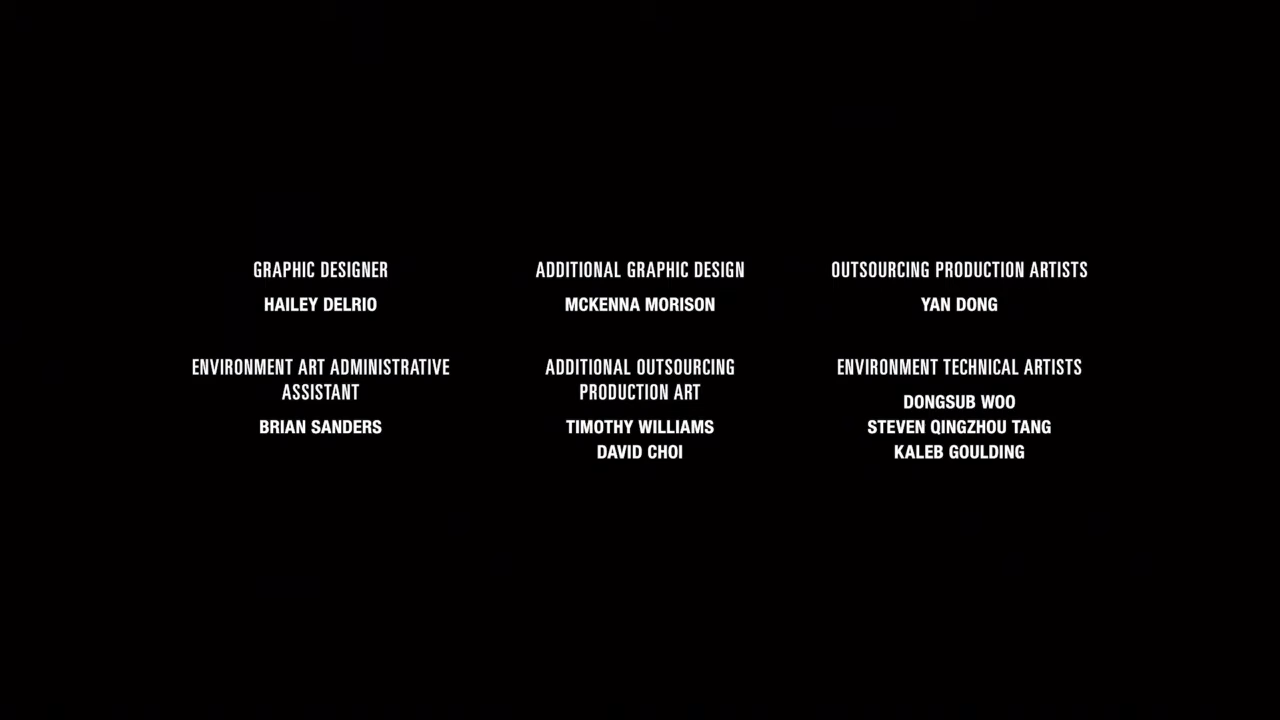 GRAPHIC DESIGNER
HAILEY DELRIO
ADDITIONAL GRAPHIC DESIGN
MCKENNA MORISON
OUTSOURCING PRODUCTION ARTISTS
YAN DONG
ENVIRONMENT ART ADMINISTRATIVE
ASSISTANT
BRIAN SANDERS
ADDITIONAL OUTSOURCING
PRODUCTION ART
TIMOTHY WILLIAMS
DAVID CHOI
ENVIRONMENT TECHNICAL ARTISTS
DONGSUB WOO
STEVEN QINGZHOU TANG
KALEB GOULDING